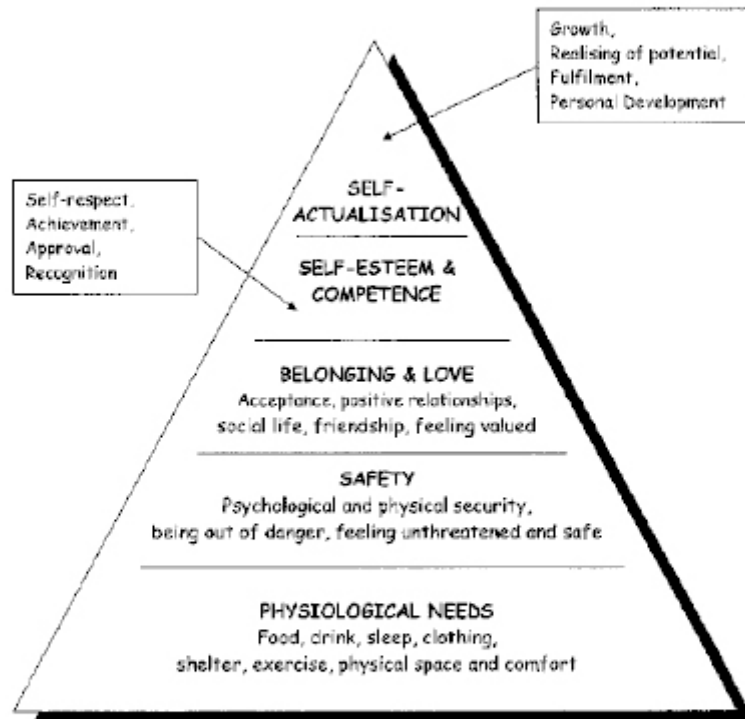 Growth,
Realising of potential,
Fulfilment,
Personal Development
Self-respect,
Achievement,
Approval,
Recognition
SELF-
ACTUALISATION
SELF-ESTEEM &
COMPETENCE
BELONGING & LOVE
Acceptance, positive relationships,
social life, friendship, feeling valued
SAFETY
Psychological and physical security,
being out of danger, feeling unthreatened and safe
PHYSIOLOGICAL NEEDS
Food, drink, sleep, clothing,
shelter, exercise, physical space and comfort